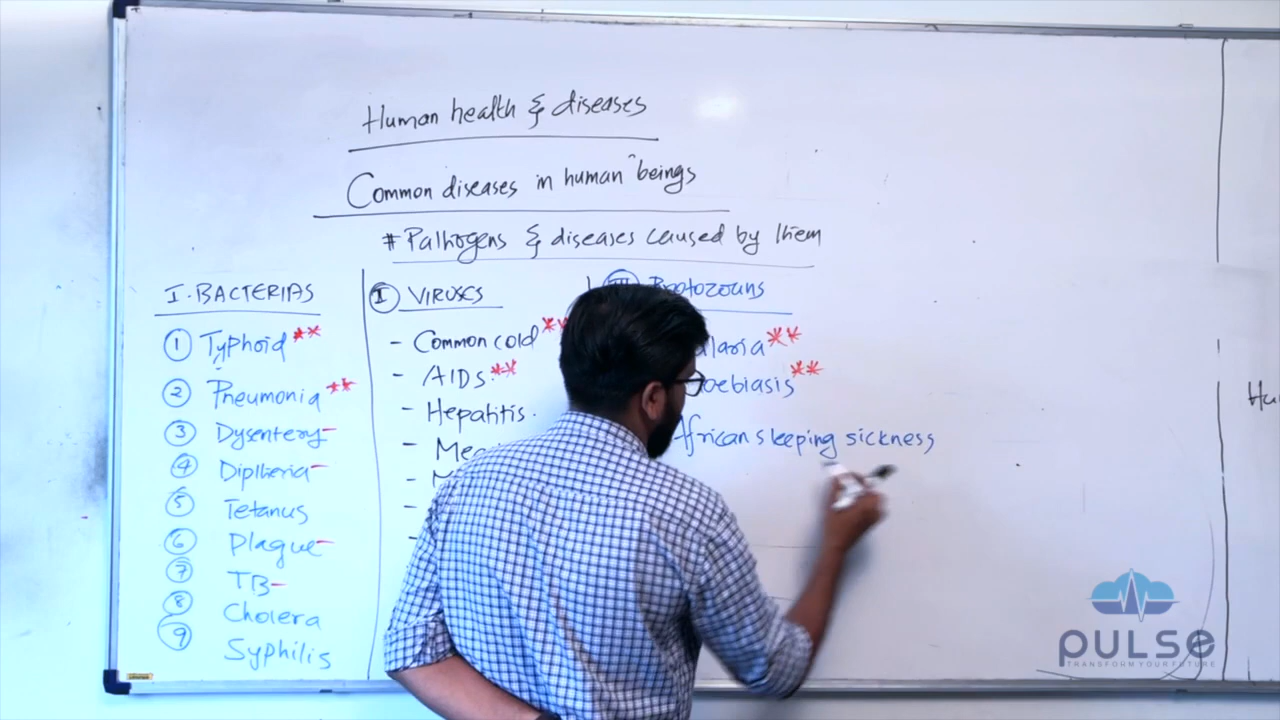 Human health & diseases
Common diseases in human beings
# Pathogens & diseases caused by them
I. BACTERIAS
① Typhoid **
② Pneumonia **
③ Dysentery -
④ Diptheria -
⑤ Tetanus
⑥ Plague -
⑦ TB -
⑧ Cholera
⑨ Syphilis
II VIRUSES
- Common cold **
- AIDS. **
- Hepatitis.
-
-
-
-
III Protozoans
laria **
oebiasis **
African sleeping sickness
Hu
PULSE
TRANSFORM YOUR FUTURE